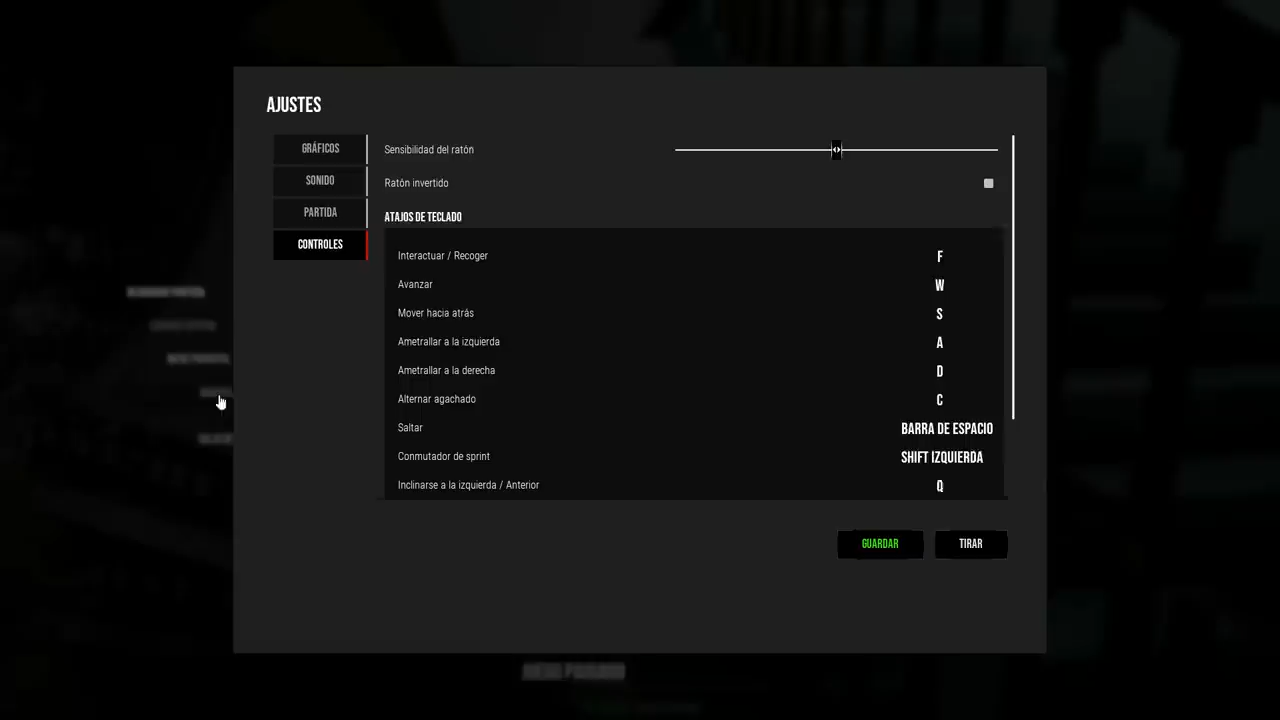 AJUSTES
GRÁFICOS
SONIDO
PARTIDA
CONTROLES
Sensibilidad del ratón
Ratón invertido
ATAJOS DE TECLADO
Interactuar / Recoger F
Avanzar W
Mover hacia atrás S
Ametrallar a la izquierda A
Ametrallar a la derecha D
Alternar agachado C
Saltar BARRA DE ESPACIO
Conmutador de sprint SHIFT IZQUIERDA
Inclinarse a la izquierda / Anterior Q
GUARDAR TIRAR